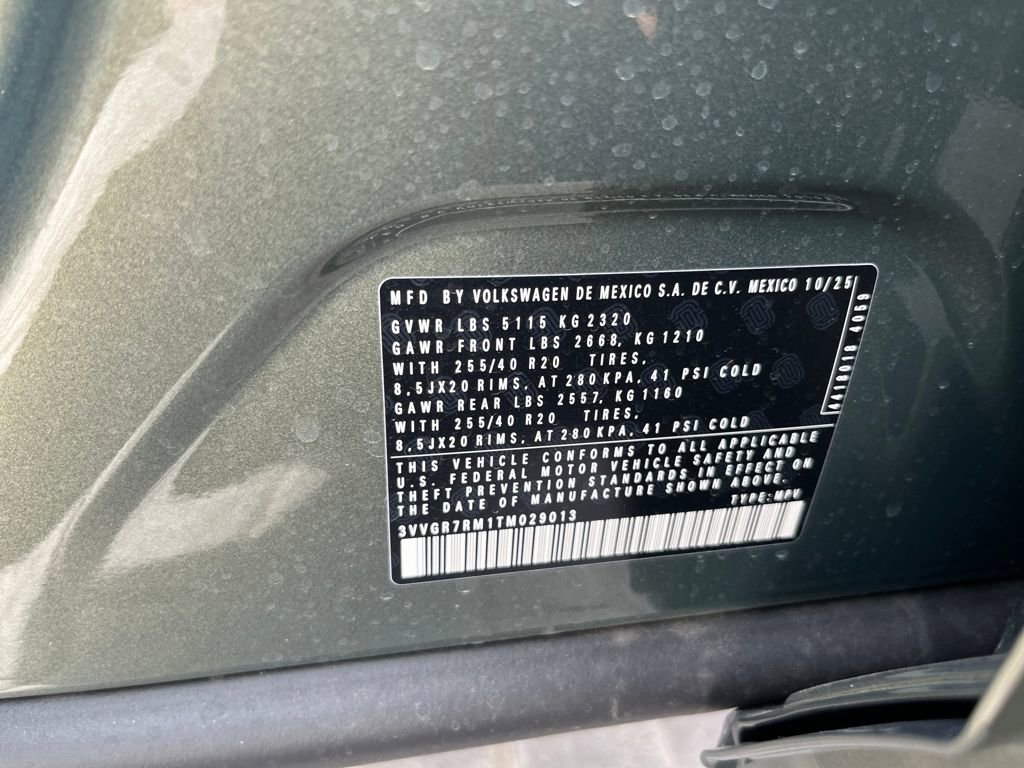 MFD BY VOLKSWAGEN DE MEXICO S.A. DE C.V. MEXICO 10/25
GVWR LBS 5115 KG 2320
GAWR FRONT LBS 2668, KG 1210
WITH 255/40 R20 TIRES,
8,5JX20 RIMS, AT 280 KPA, 41 PSI COLD
GAWR REAR LBS 2557, KG 1160
WITH 255/40 R20 TIRES,
8,5JX20 RIMS, AT 280 KPA, 41 PSI COLD
4418018 4059
THIS VEHICLE CONFORMS TO ALL APPLICABLE
U.S. FEDERAL MOTOR VEHICLE SAFETY AND
THEFT PREVENTION STANDARDS IN EFFECT ON
THE DATE OF MANUFACTURE SHOWN ABOVE.
TYPE:MPV
3VVGR7RM1TM029013